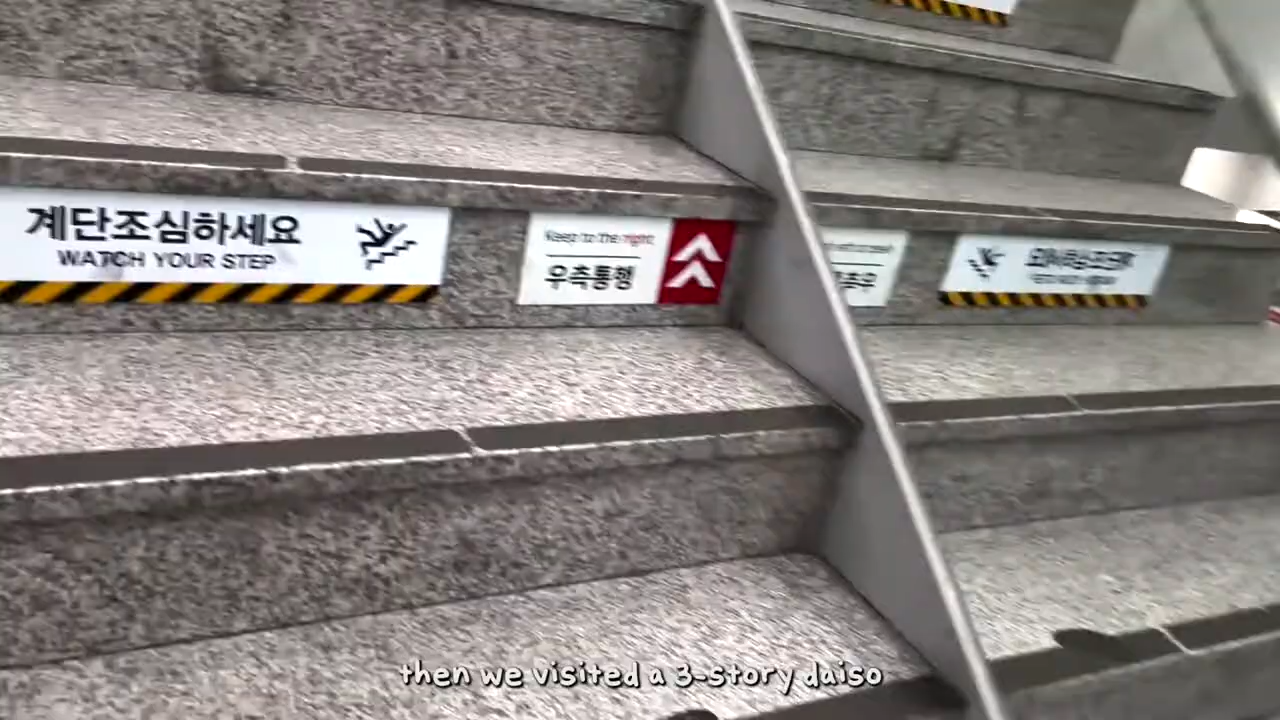 계단조심하세요
WATCH YOUR STEP
Keep to the right
우측통행
then we visited a 3-story daiso